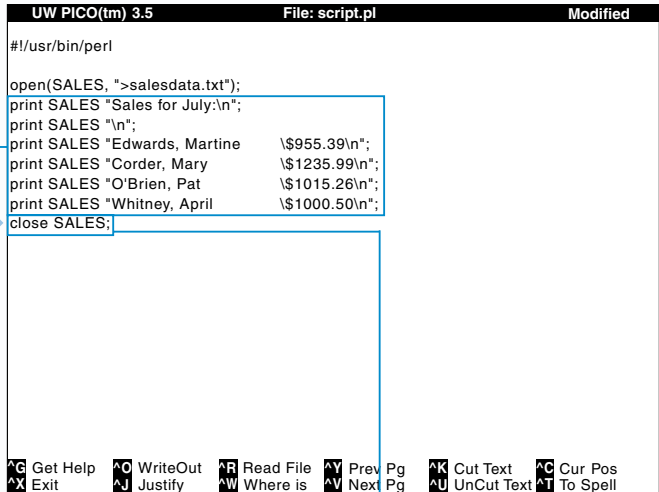 UW PICO(tm) 3.5 File: script.pl Modified
#!/usr/bin/perl
open(SALES, ">salesdata.txt");
print SALES "Sales for July:\n";
print SALES "\n";
print SALES "Edwards, Martine \$955.39\n";
print SALES "Corder, Mary \$1235.99\n";
print SALES "O'Brien, Pat \$1015.26\n";
print SALES "Whitney, April \$1000.50\n";
close SALES;
^G Get Help ^O WriteOut ^R Read File ^Y Prev Pg ^K Cut Text ^C Cur Pos
^X Exit ^J Justify ^W Where is ^V Next Pg ^U UnCut Text ^T To Spell